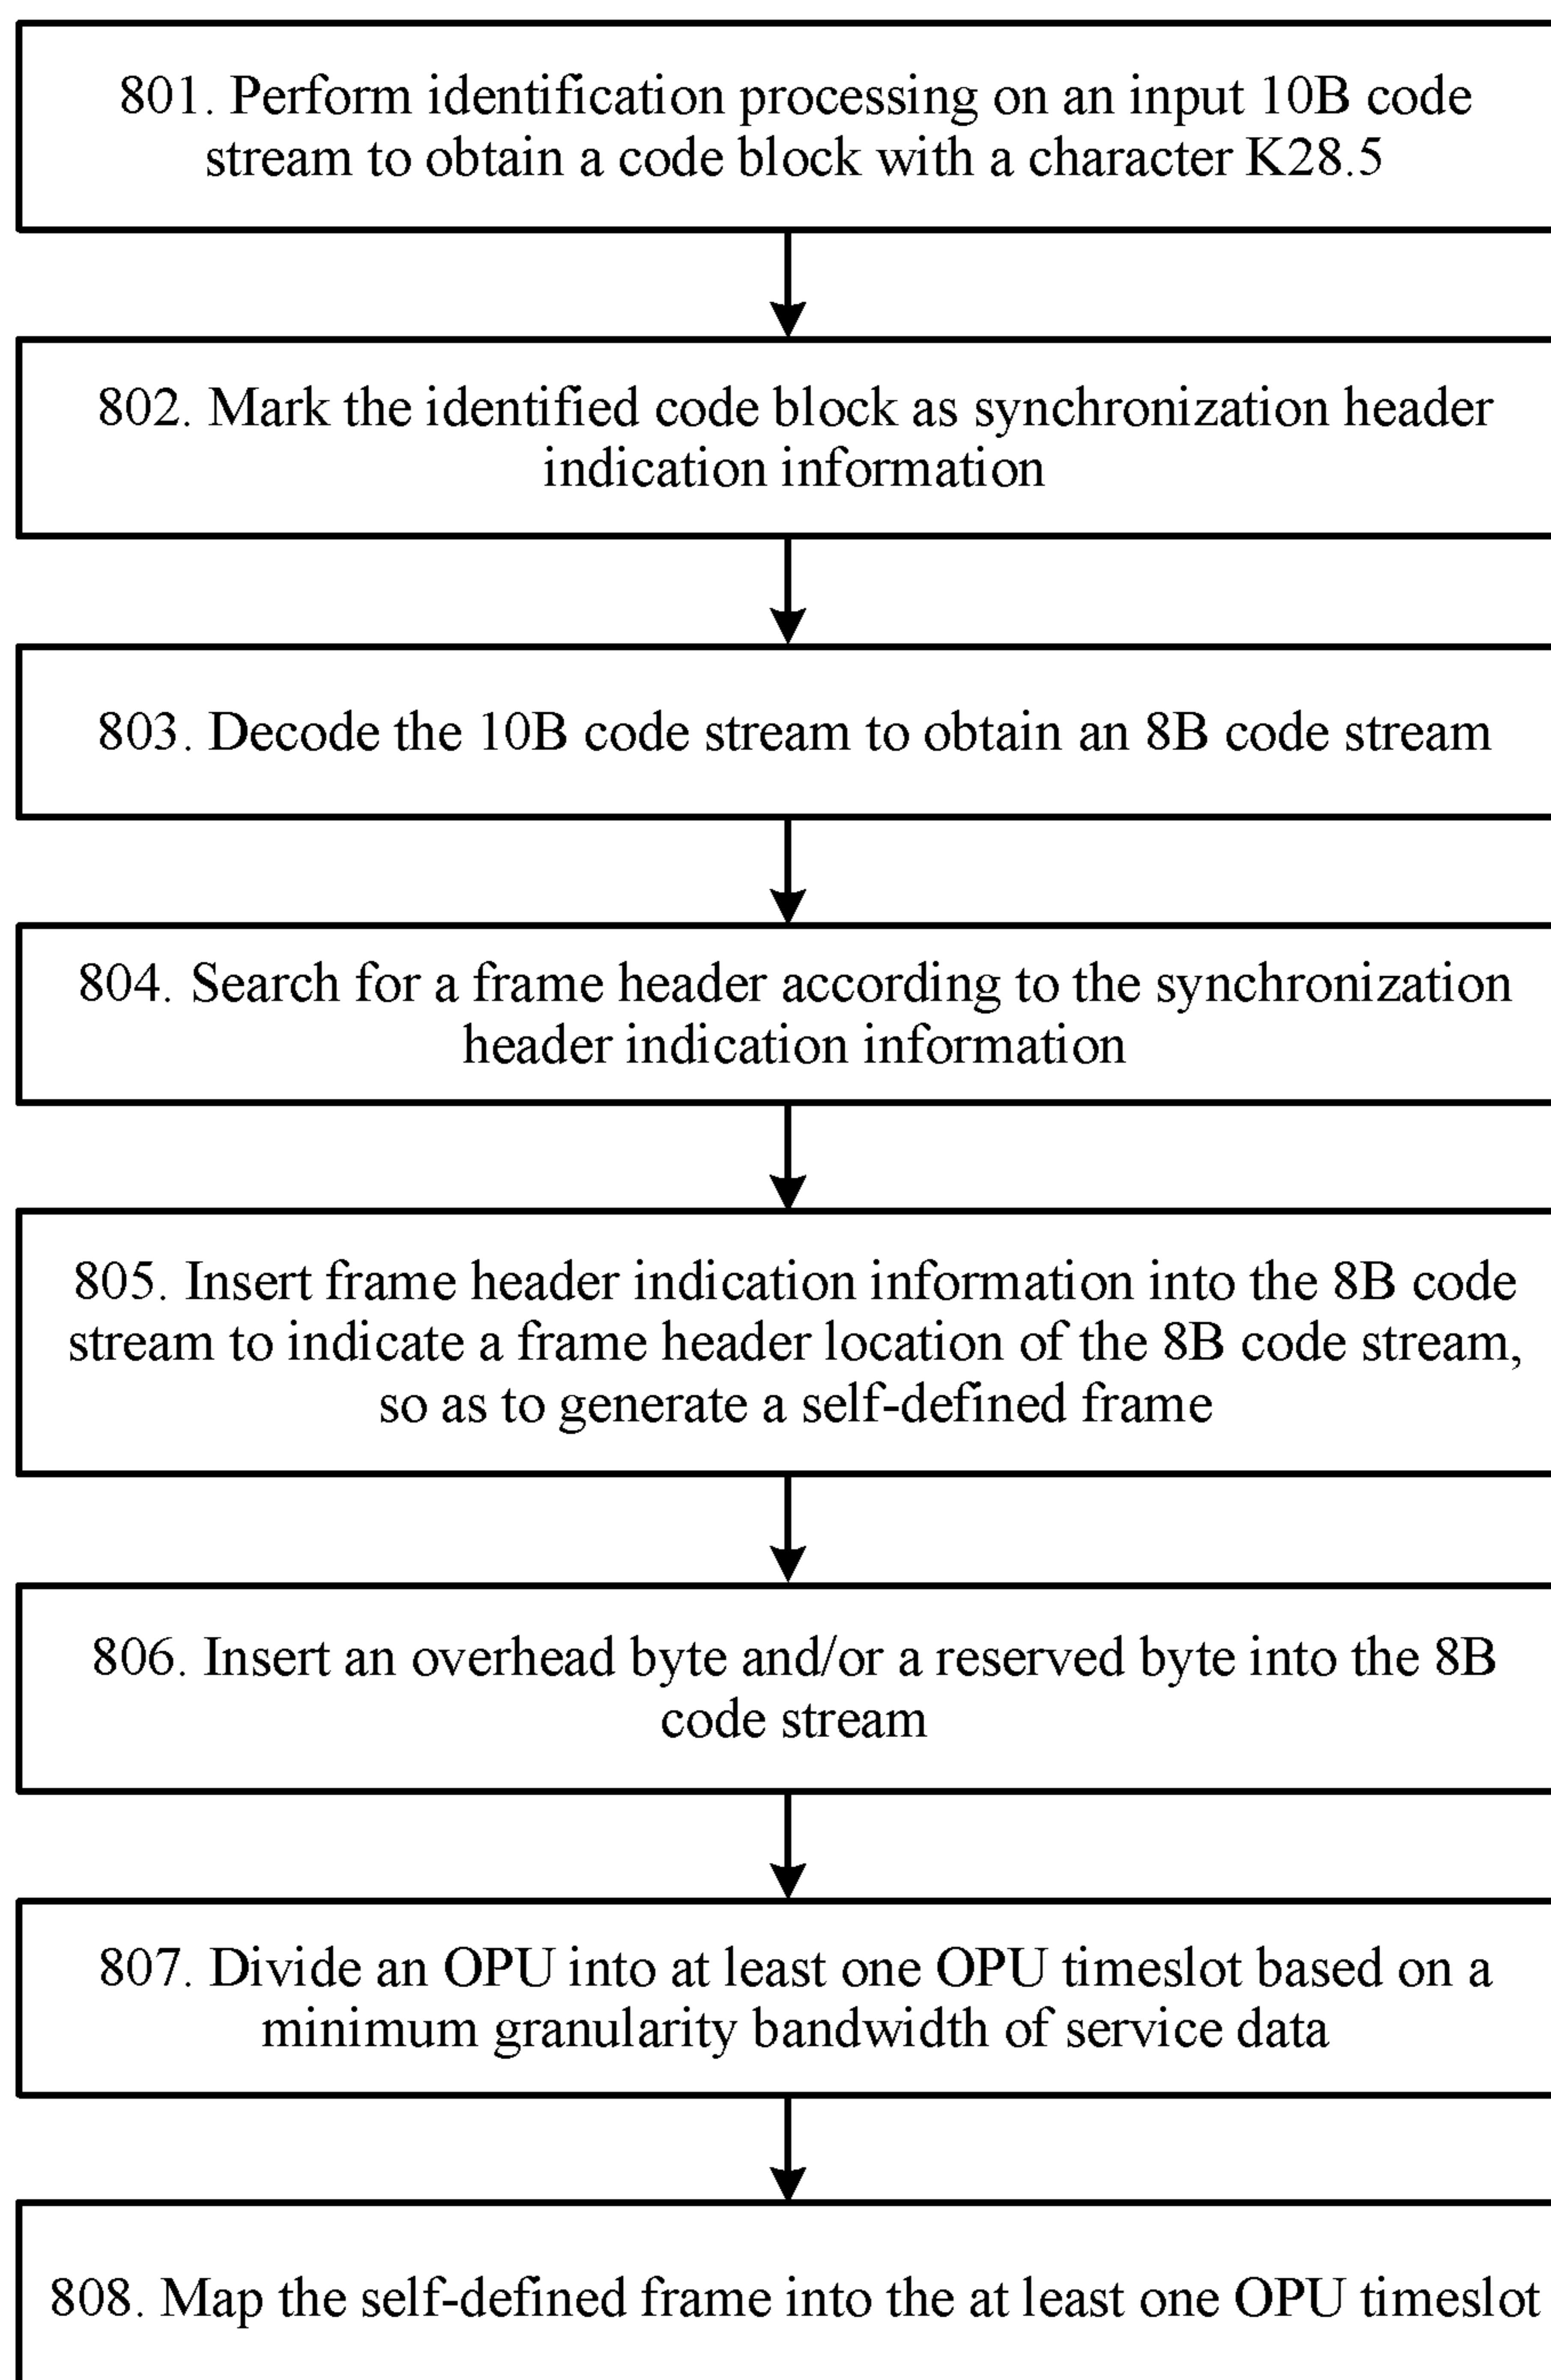 801. Perform identification processing on an input 10B code
stream to obtain a code block with a character K28.5
802. Mark the identified code block as synchronization header
indication information
803. Decode the 10B code stream to obtain an 8B code stream
804. Search for a frame header according to the synchronization
header indication information
805. Insert frame header indication information into the 8B code
stream to indicate a frame header location of the 8B code stream,
so as to generate a self-defined frame
806. Insert an overhead byte and/or a reserved byte into the 8B
code stream
807. Divide an OPU into at least one OPU timeslot based on a
minimum granularity bandwidth of service data
808. Map the self-defined frame into the at least one OPU timeslot